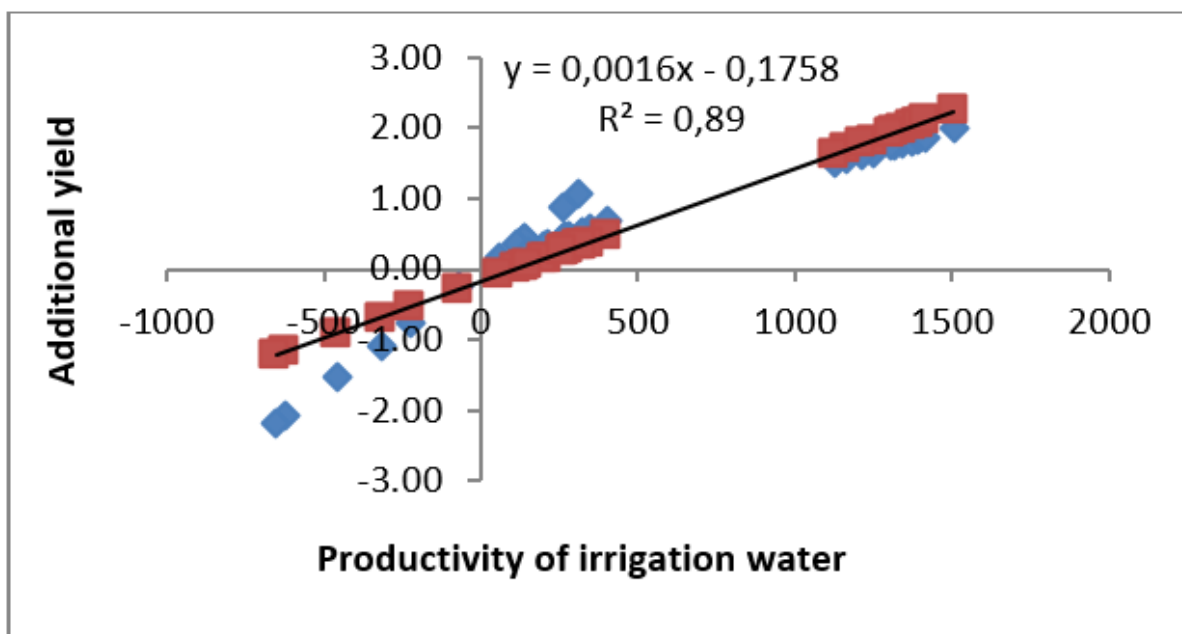 3.00
y = 0,0016x - 0,1758
R² = 0,89
2.00
Additional yield
1.00
0.00
-1000 -500 0 500 1000 1500 2000
-1.00
-2.00
-3.00
Productivity of irrigation water